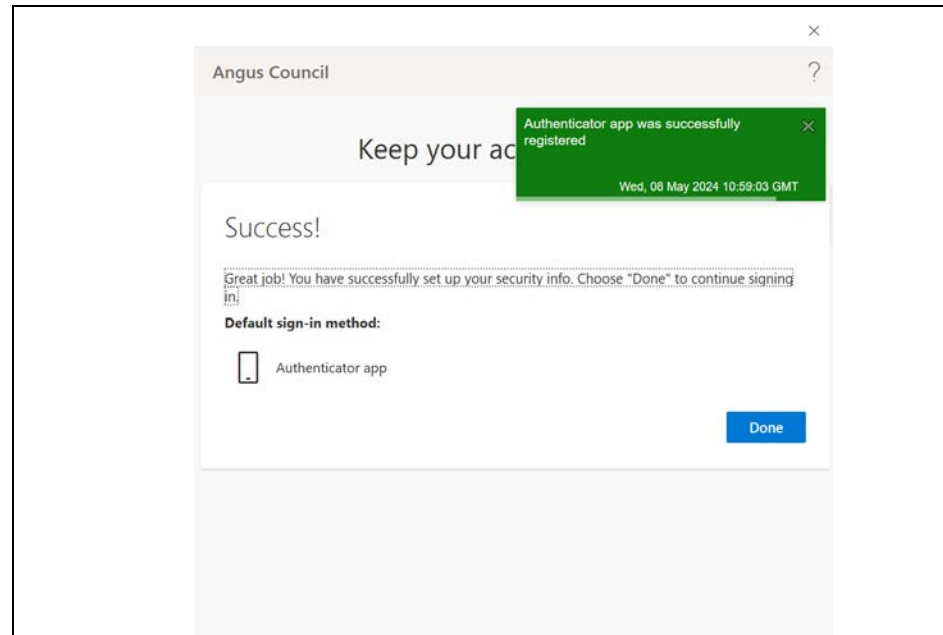 Angus Council
?
Authenticator app was successfully
registered
Wed, 08 May 2024 10:59:03 GMT
Keep your ac
Success!
Great job! You have successfully set up your security info. Choose "Done" to continue signing
in.
Default sign-in method:
Authenticator app
Done